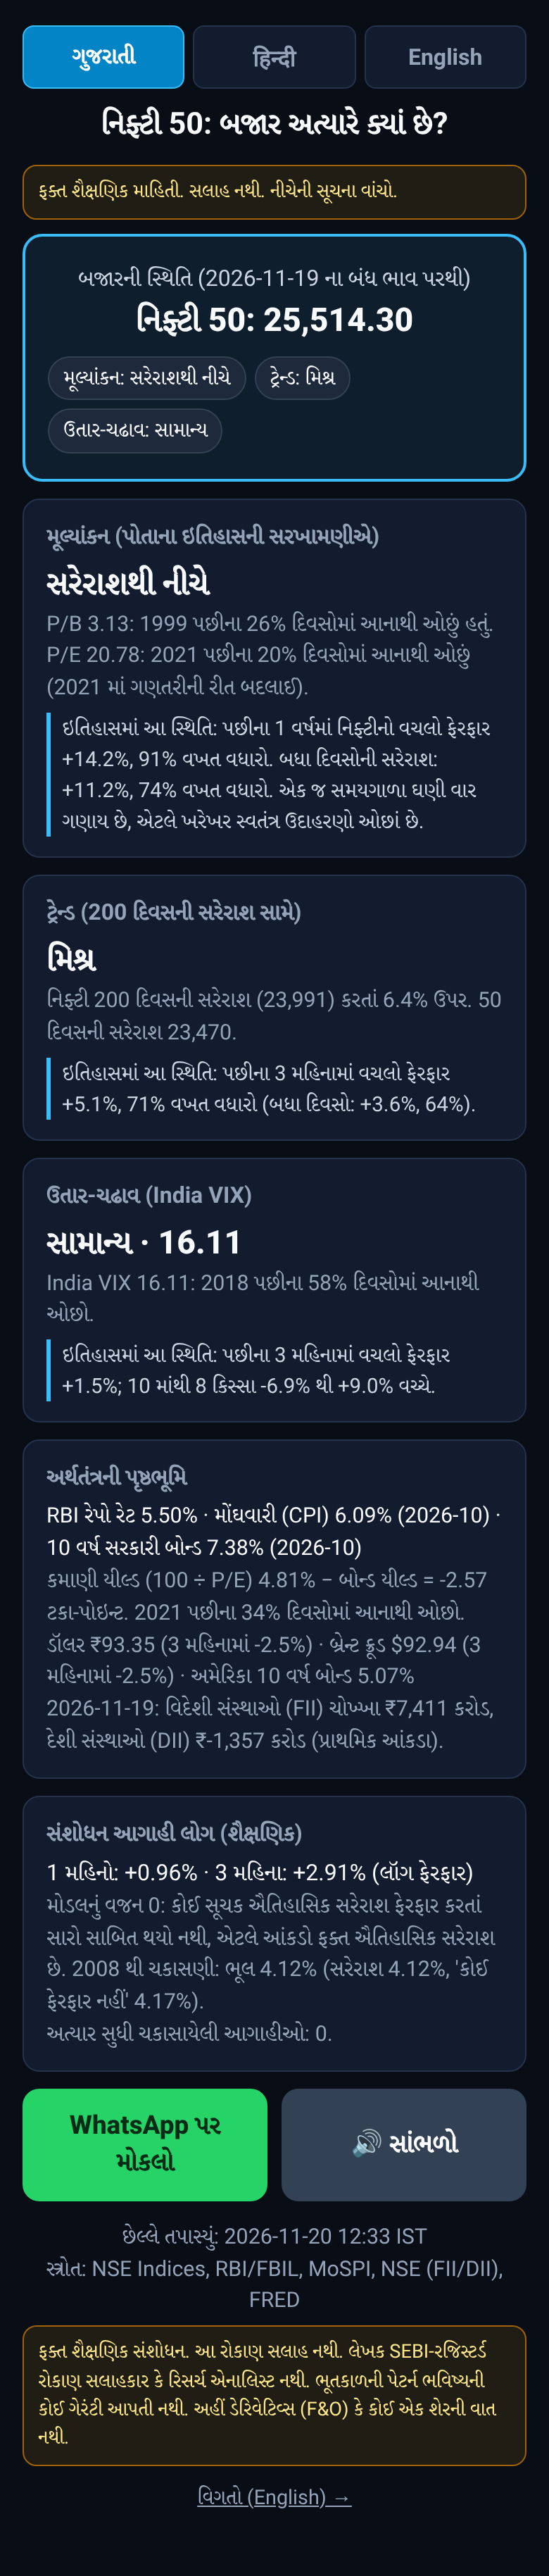 ગુજરાતી
हिन्दी
English
નિફ્ટી 50: બજાર અત્યારે ક્યાં છે?
ફક્ત શૈક્ષણિક માહિતી. સલાહ નથી. નીચેની સૂચના વાંચો.
બજારની સ્થિતિ (2026-11-19 ના બંધ ભાવ પરથી)
નિફ્ટી 50: 25,514.30
મૂલ્યાંકન: સરેરાશથી નીચે
ટ્રેન્ડ: મિશ્ર
ઉતાર-ચઢાવ: સામાન્ય
મૂલ્યાંકન (પોતાના ઇતિહાસની સરખામણીએ)
સરેરાશથી નીચે
P/B 3.13: 1999 પછીના 26% દિવસોમાં આનાથી ઓછું હતું.
P/E 20.78: 2021 પછીના 20% દિવસોમાં આનાથી ઓછું
(2021 માં ગણતરીની રીત બદલાઈ).
ઇતિહાસમાં આ સ્થિતિ: પછીના 1 વર્ષમાં નિફ્ટીનો વચલો ફેરફાર
+14.2%, 91% વખત વધારો. બધા દિવસોની સરેરાશ:
+11.2%, 74% વખત વધારો. એક જ સમયગાળા ઘણી વાર
ગણાય છે, એટલે ખરેખર સ્વતંત્ર ઉદાહરણો ઓછાં છે.
ટ્રેન્ડ (200 દિવસની સરેરાશ સામે)
મિશ્ર
નિફ્ટી 200 દિવસની સરેરાશ (23,991) કરતાં 6.4% ઉપર. 50
દિવસની સરેરાશ 23,470.
ઇતિહાસમાં આ સ્થિતિ: પછીના 3 મહિનામાં વચલો ફેરફાર
+5.1%, 71% વખત વધારો (બધા દિવસો: +3.6%, 64%).
ઉતાર-ચઢાવ (India VIX)
સામાન્ય · 16.11
India VIX 16.11: 2018 પછીના 58% દિવસોમાં આનાથી
ઓછો.
ઇતિહાસમાં આ સ્થિતિ: પછીના 3 મહિનામાં વચલો ફેરફાર
+1.5%; 10 માંથી 8 કિસ્સા -6.9% થી +9.0% વચ્ચે.
અર્થતંત્રની પૃષ્ઠભૂમિ
RBI રેપો રેટ 5.50% · મોંઘવારી (CPI) 6.09% (2026-10) ·
10 વર્ષ સરકારી બોન્ડ 7.38% (2026-10)
કમાણી યીલ્ડ (100 ÷ P/E) 4.81% − બોન્ડ યીલ્ડ = -2.57
ટકા-પોઇન્ટ. 2021 પછીના 34% દિવસોમાં આનાથી ઓછો.
ડૉલર ₹93.35 (3 મહિનામાં -2.5%) · બ્રેન્ટ ક્રૂડ $92.94 (3
મહિનામાં -2.5%) · અમેરિકા 10 વર્ષ બોન્ડ 5.07%
2026-11-19: વિદેશી સંસ્થાઓ (FII) ચોખ્ખા ₹7,411 કરોડ,
દેશી સંસ્થાઓ (DII) ₹-1,357 કરોડ (પ્રાથમિક આંકડા).
સંશોધન આગાહી લોગ (શૈક્ષણિક)
1 મહિનો: +0.96% · 3 મહિના: +2.91% (લૉગ ફેરફાર)
મોડલનું વજન 0: કોઈ સૂચક ઐતિહાસિક સરેરાશ ફેરફાર કરતાં
સારો સાબિત થયો નથી, એટલે આંકડો ફક્ત ઐતિહાસિક સરેરાશ
છે. 2008 થી ચકાસણી: ભૂલ 4.12% (સરેરાશ 4.12%, 'કોઈ
ફેરફાર નહીં' 4.17%).
અત્યાર સુધી ચકાસાયેલી આગાહીઓ: 0.
WhatsApp પર
મોકલો
🔊 સાંભળો
છેલ્લે તપાસ્યું: 2026-11-20 12:33 IST
સ્ત્રોત: NSE Indices, RBI/FBIL, MoSPI, NSE (FII/DII),
FRED
ફક્ત શૈક્ષણિક સંશોધન. આ રોકાણ સલાહ નથી. લેખક SEBI-રજિસ્ટર્ડ
રોકાણ સલાહકાર કે રિસર્ચ એનાલિસ્ટ નથી. ભૂતકાળની પેટર્ન ભવિષ્યની
કોઈ ગેરંટી આપતી નથી. અહીં ડેરિવેટિવ્સ (F&O) કે કોઈ એક શેરની વાત
નથી.
વિગતો (English) →